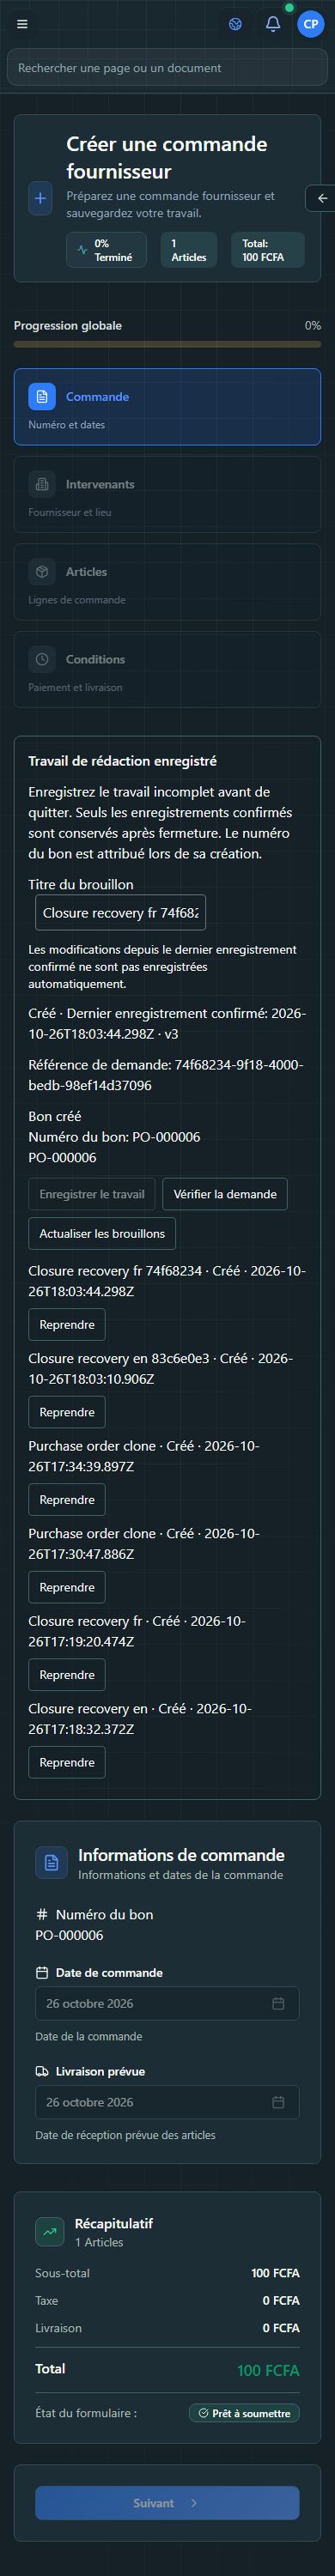 CP
Rechercher une page ou un document
Créer une commande
fournisseur
Préparez une commande fournisseur et
sauvegardez votre travail.
0%
Terminé
1
Articles
Total:
100 FCFA
Progression globale
0%
Commande
Numéro et dates
Intervenants
Fournisseur et lieu
Articles
Lignes de commande
Conditions
Paiement et livraison
Travail de rédaction enregistré
Enregistrez le travail incomplet avant de
quitter. Seuls les enregistrements confirmés
sont conservés après fermeture. Le numéro
du bon est attribué lors de sa création.
Titre du brouillon
Closure recovery fr 74f682
Les modifications depuis le dernier enregistrement
confirmé ne sont pas enregistrées
automatiquement.
Créé · Dernier enregistrement confirmé: 2026-
10-26T18:03:44.298Z · v3
Référence de demande: 74f68234-9f18-4000-
bedb-98ef14d37096
Bon créé
Numéro du bon: PO-000006
PO-000006
Enregistrer le travail
Vérifier la demande
Actualiser les brouillons
Closure recovery fr 74f68234 · Créé · 2026-10-
26T18:03:44.298Z
Reprendre
Closure recovery en 83c6e0e3 · Créé · 2026-
10-26T18:03:10.906Z
Reprendre
Purchase order clone · Créé · 2026-10-
26T17:34:39.897Z
Reprendre
Purchase order clone · Créé · 2026-10-
26T17:30:47.886Z
Reprendre
Closure recovery fr · Créé · 2026-10-
26T17:19:20.474Z
Reprendre
Closure recovery en · Créé · 2026-10-
26T17:18:32.372Z
Reprendre
Informations de commande
Informations et dates de la commande
Numéro du bon
PO-000006
Date de commande
26 octobre 2026
Date de la commande
Livraison prévue
26 octobre 2026
Date de réception prévue des articles
Récapitulatif
1 Articles
Sous-total
100 FCFA
Taxe
0 FCFA
Livraison
0 FCFA
Total
100 FCFA
État du formulaire :
Prêt à soumettre
Suivant